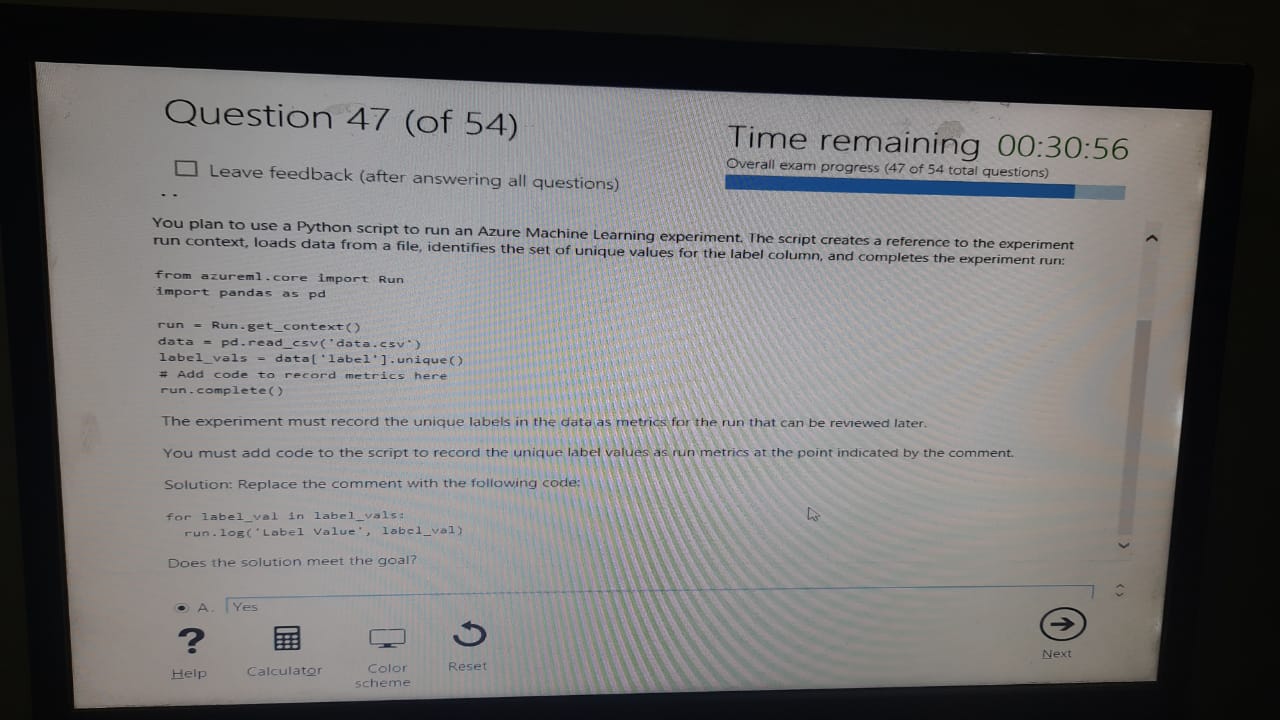 Question 47 (of 54)
Time remaining 00:30:56
Leave feedback (after answering all questions)
Overall exam progress (47 of 54 total questions)
You plan to use a Python script to run an Azure Machine Learning experiment. The script creates a reference to the experiment
run context, loads data from a file, identifies the set of unique values for the label column, and completes the experiment run:
from azureml.core import Run
import pandas as pd
run = Run.get_context()
data = pd.read_csv('data.csv')
label_vals = data['label'].unique()
# Add code to record metrics here
run.complete()
The experiment must record the unique labels in the data as metrics for the run that can be reviewed later.
You must add code to the script to record the unique label values as run metrics at the point indicated by the comment.
Solution: Replace the comment with the following code:
for label_val in label_vals:
run.log('Label Value', label_val)
Does the solution meet the goal?
A. Yes
Help
Calculator
Color
scheme
Reset
Next